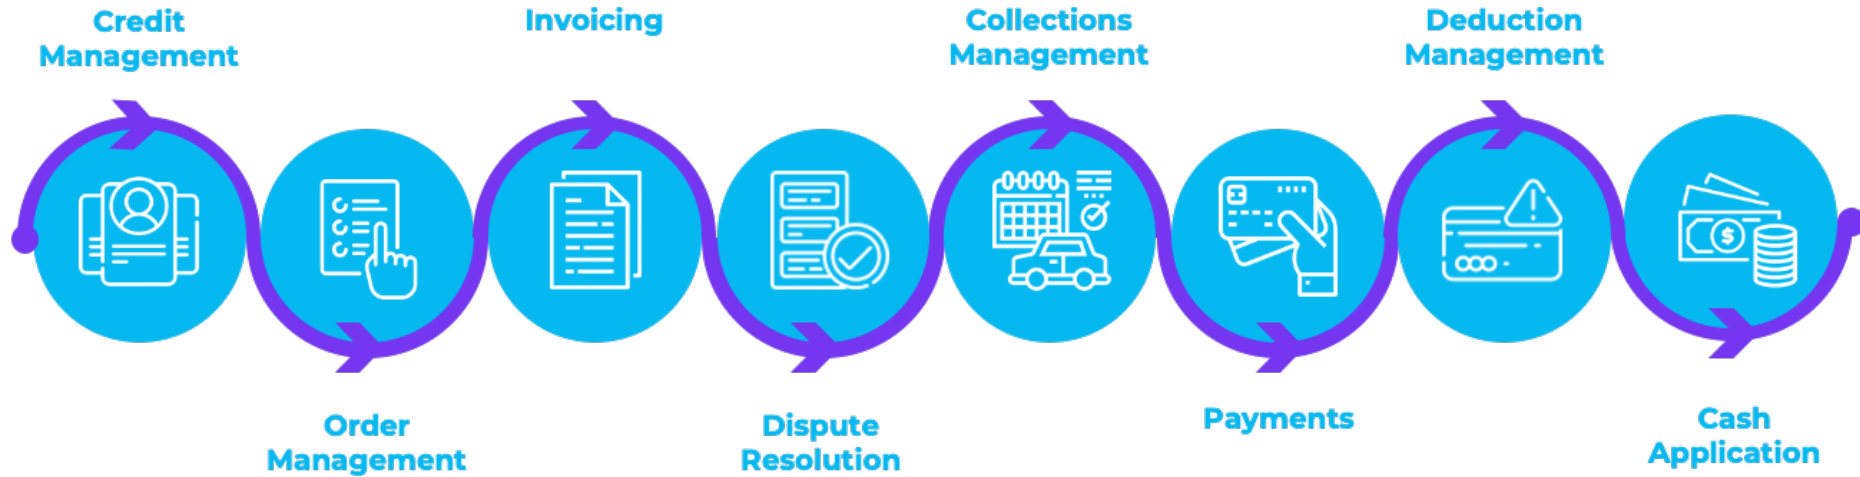 Credit
Management
Order
Management
Invoicing
Dispute
Resolution
Collections
Management
Payments
Deduction
Management
$
Cash
Application